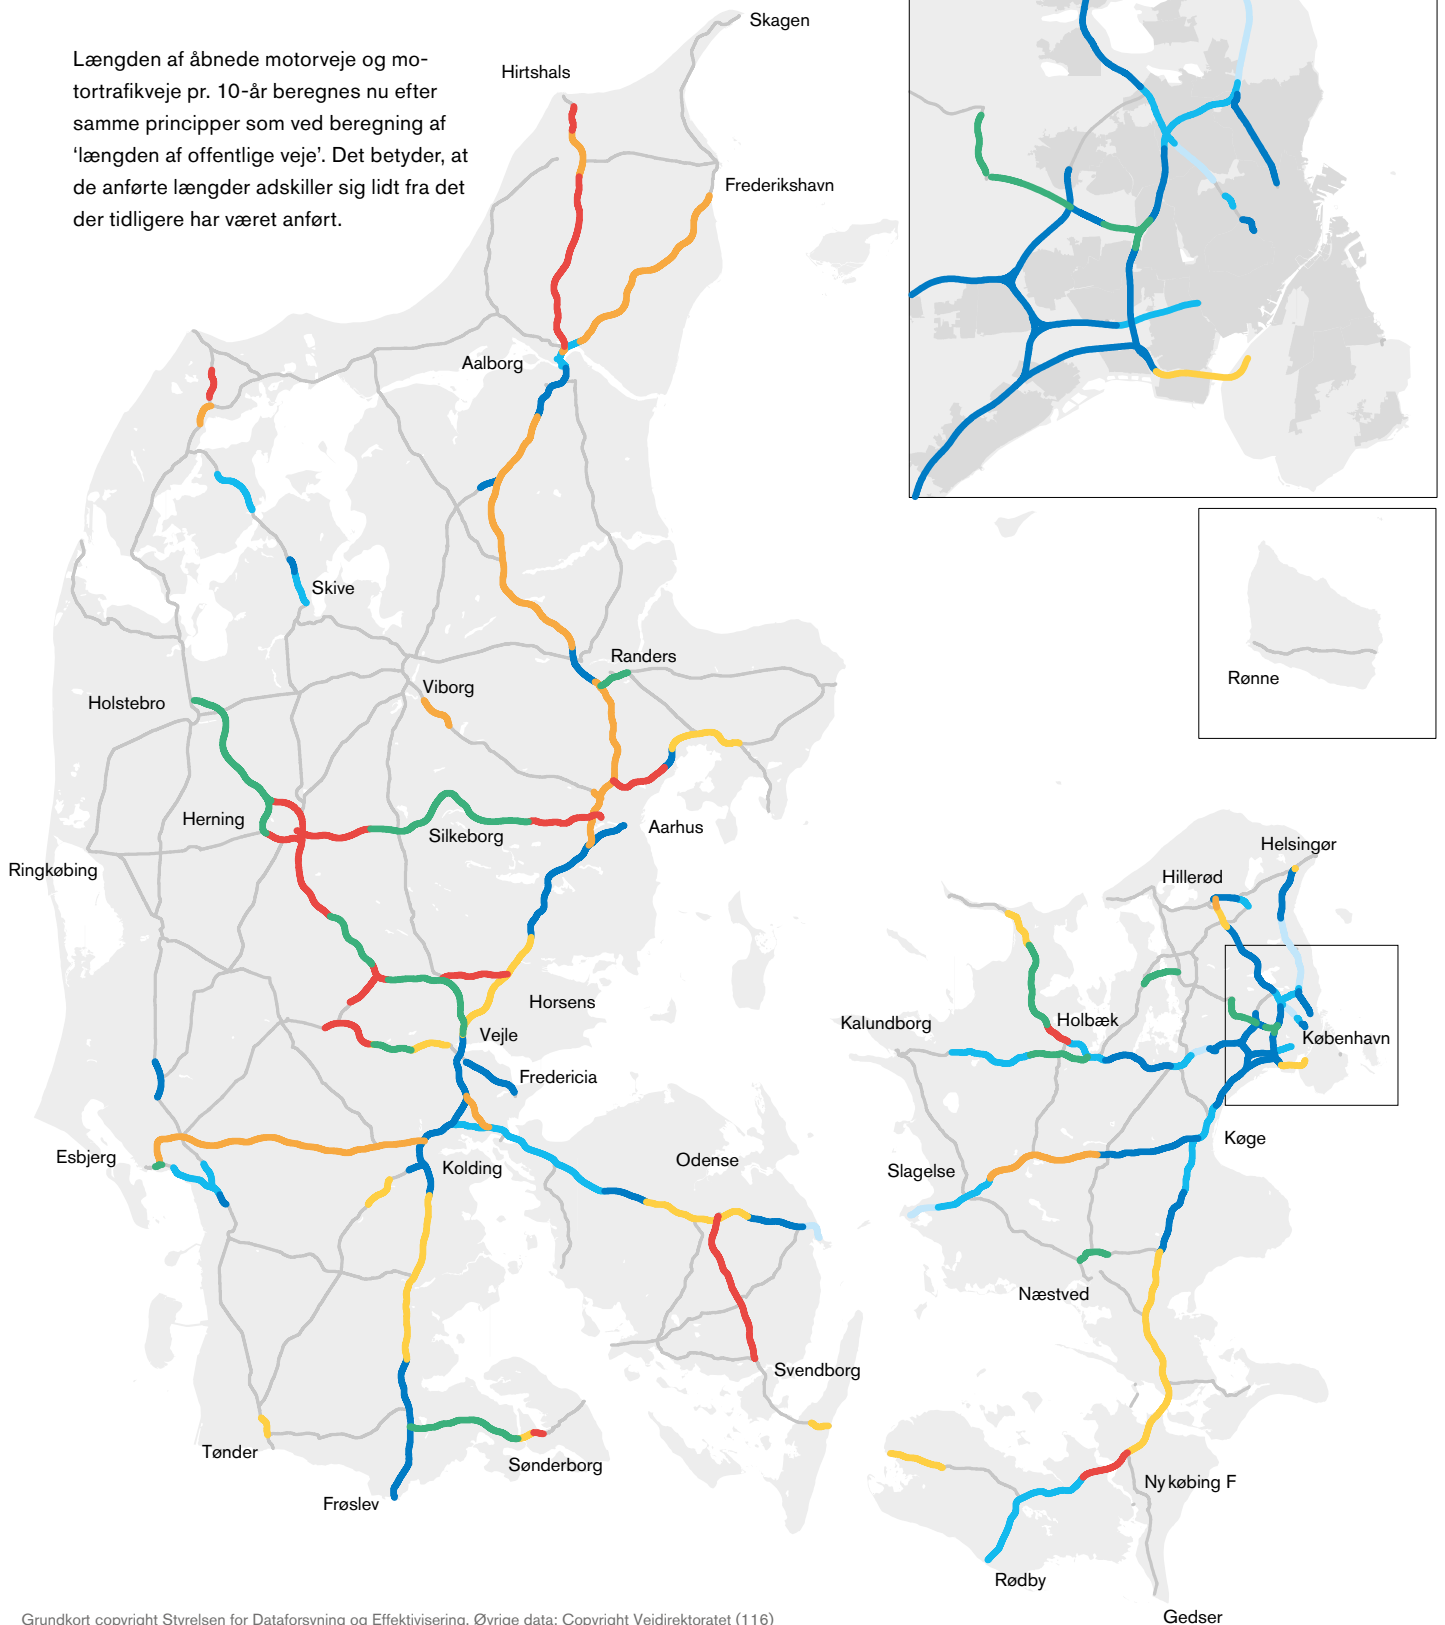 Længden af åbnede motorveje og mo-
tortrafikveje pr. 10-år beregnes nu efter
samme principper som ved beregning af
‘længden af offentlige veje’. Det betyder, at
de anførte længder adskiller sig lidt fra det
der tidligere har været anført.
Skagen
Hirtshals
Frederikshavn
Aalborg
Skive
Randers
Viborg
Holstebro
Rønne
Herning
Silkeborg
Aarhus
Ringkøbing
Helsingør
Hillerød
Horsens
Vejle
Kalundborg
Holbæk
København
Fredericia
Køge
Esbjerg
Kolding
Odense
Slagelse
Næstved
Svendborg
Tønder
Sønderborg
Nykøbing F
Frøslev
Rødby
Gedser
Grundkort copyright Styrelsen for Dataforsyning og Effektivisering. Øvrige data: Copyright Vejdirektoratet (116)